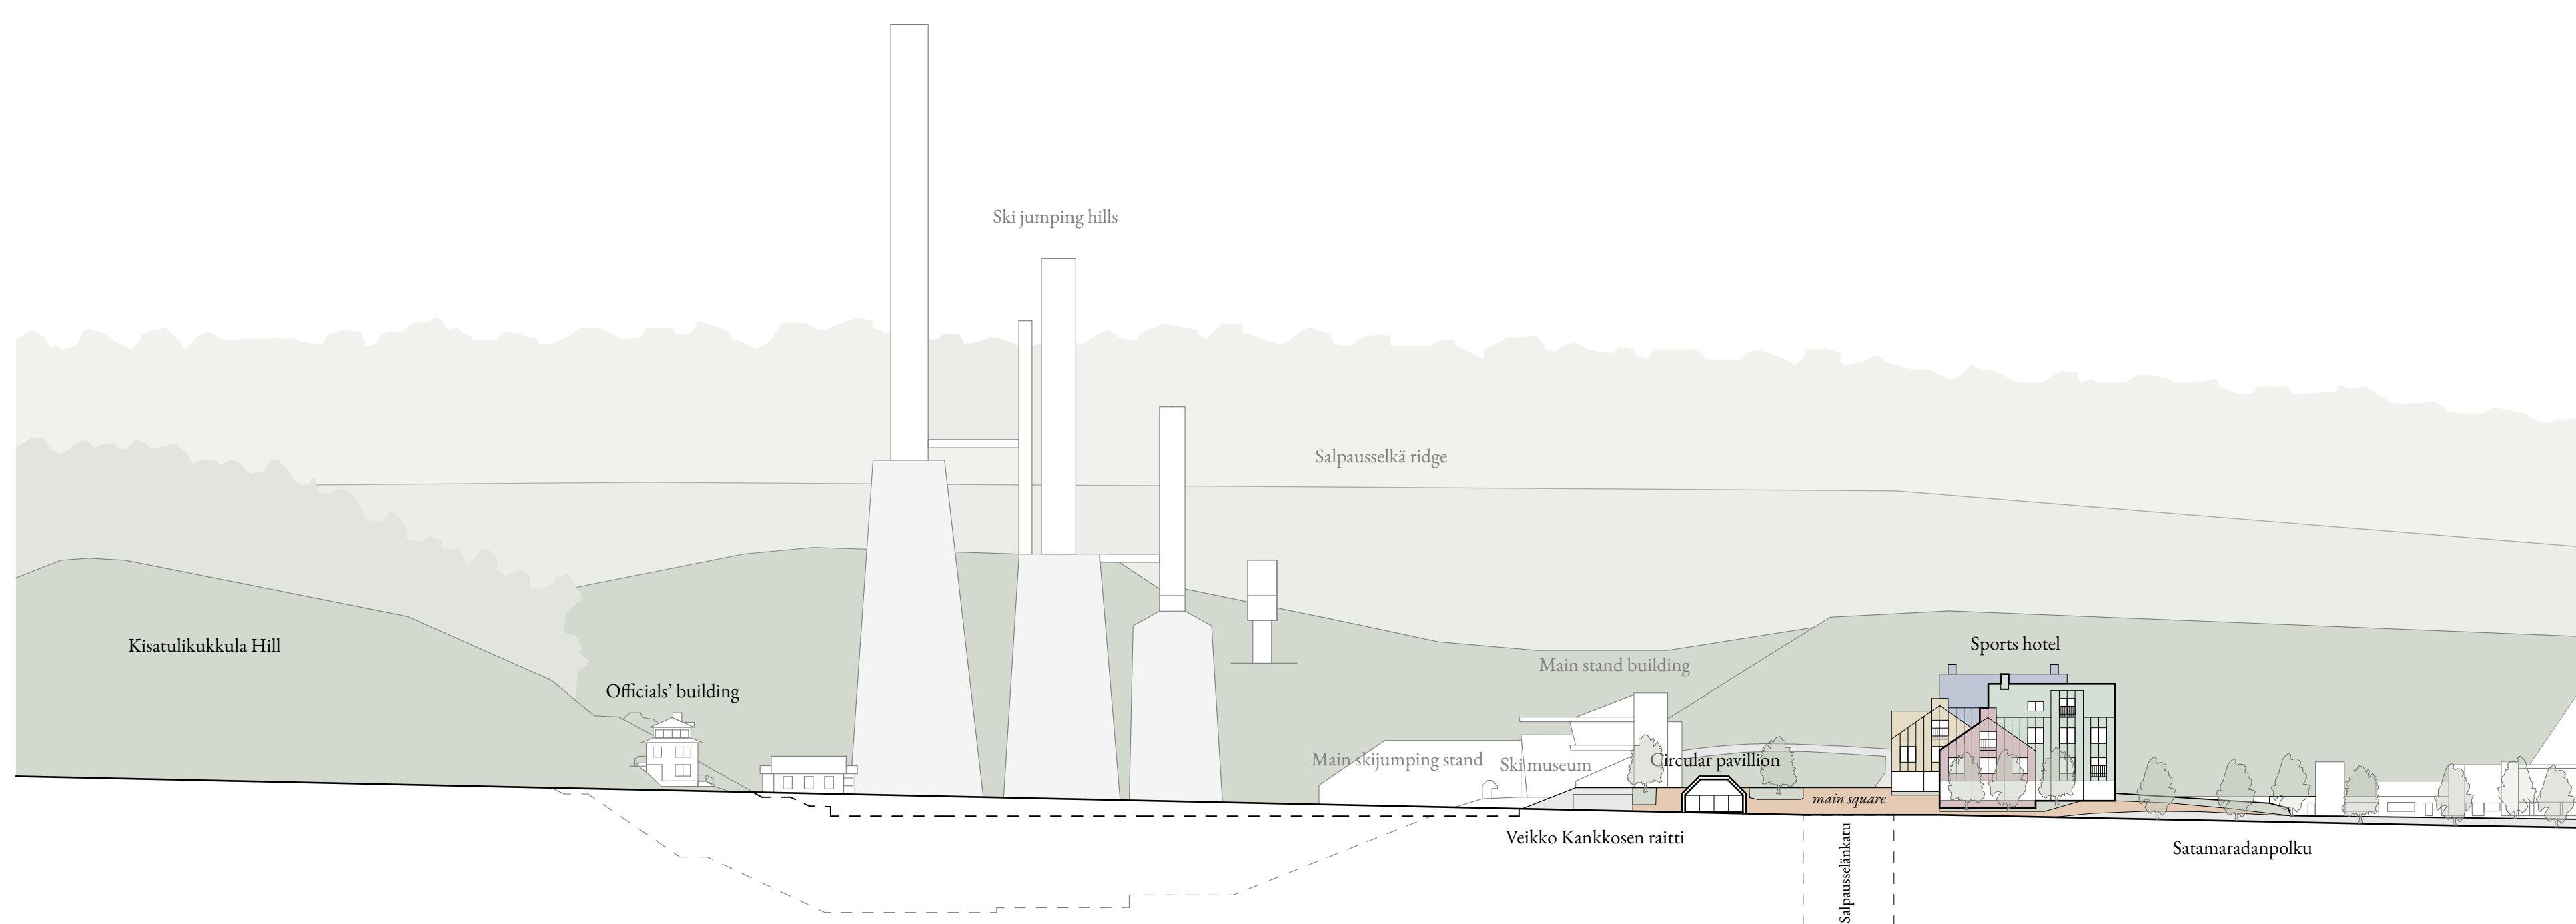 Ski jumping hills
Salpausselkä ridge
Kisatulikukkula Hill
Sports hotel
Main stand building
Officials’ building
Main skijumping stand
Ski museum
Circular pavillion
main square
Veikko Kankkosen raitti
Salpausselänkatu
Satamaradanpolku